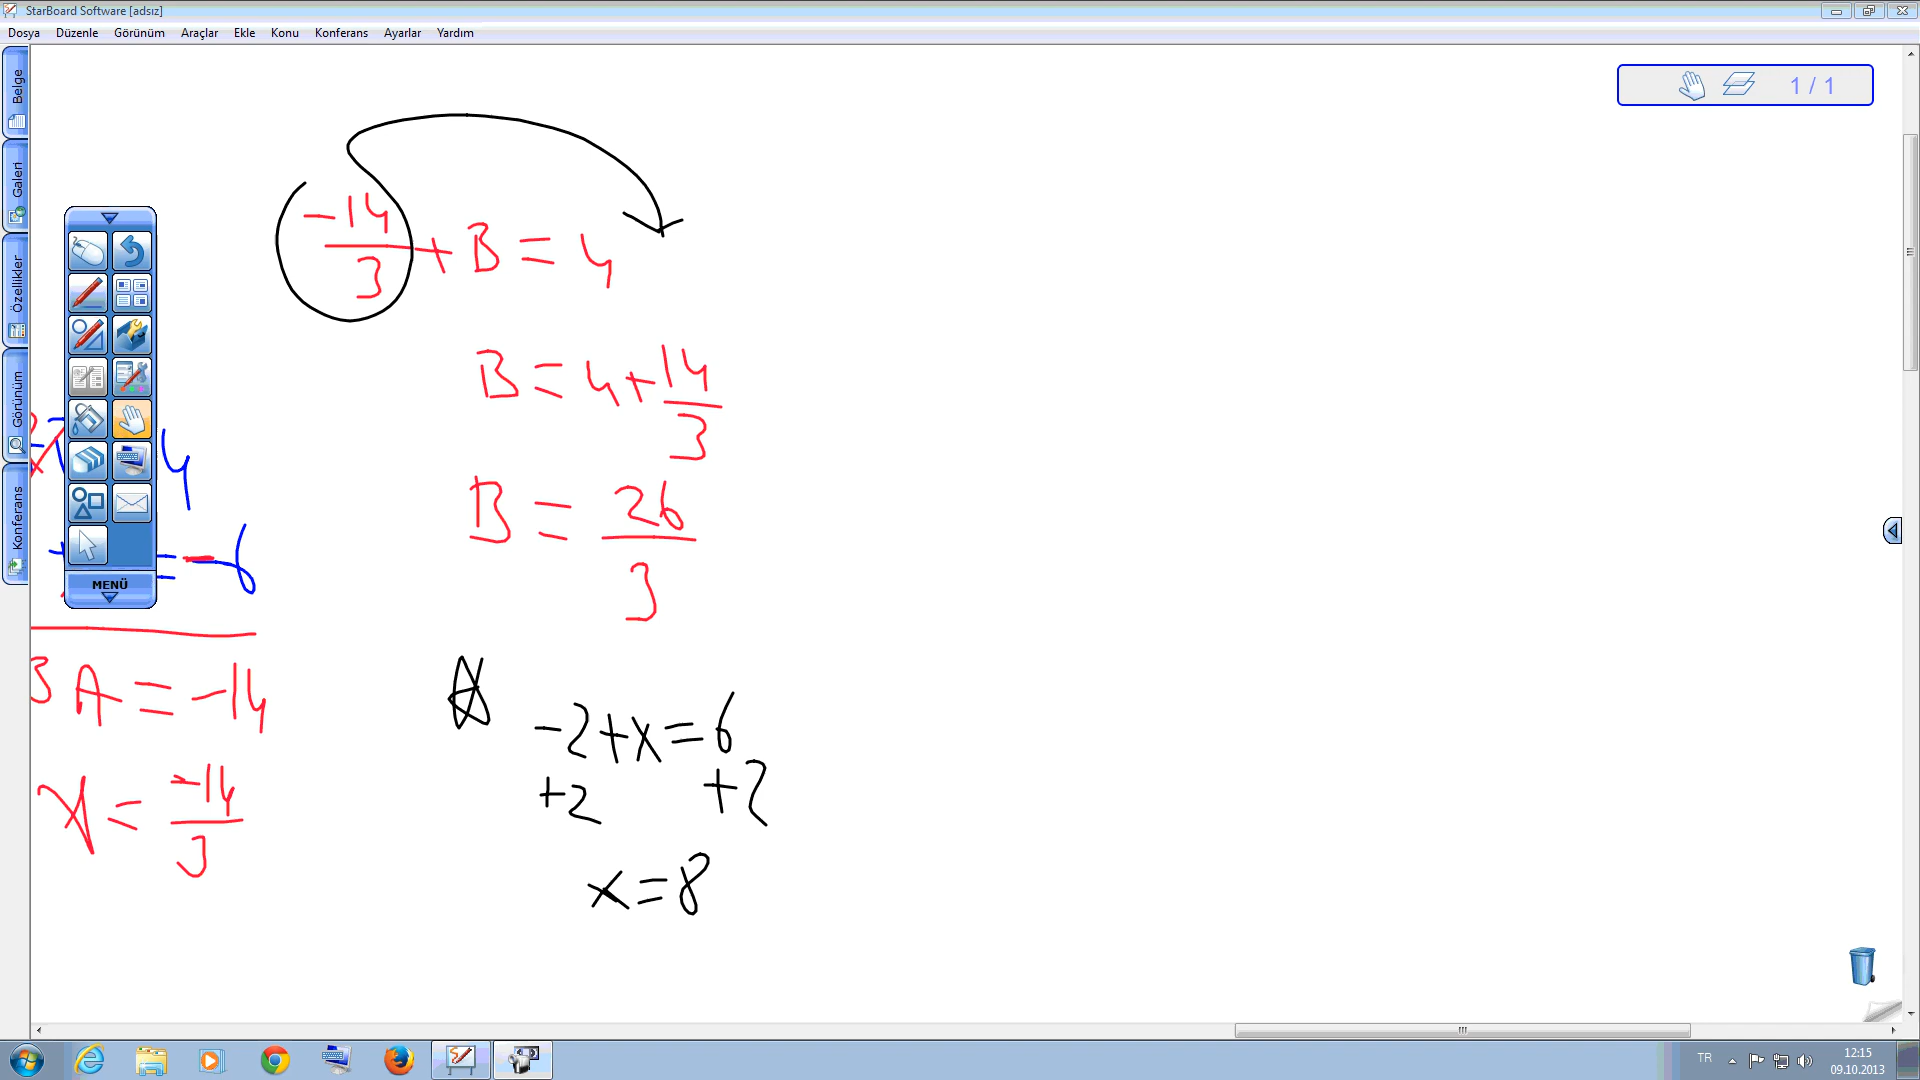 StarBoard Software [adsız]
Dosya Düzenle Görünüm Araçlar Ekle Konu Konferans Ayarlar Yardım
Belge
Galeri
Özellikler
Görünüm
Konferans
1 / 1
MENÜ
-14/3 + B = 4
B = 4 + 14/3
B = 26/3
4
= -6
3A = -14
A = -14/3
-2+x=6
+2 +2
x=8
TR
12:15
09.10.2013